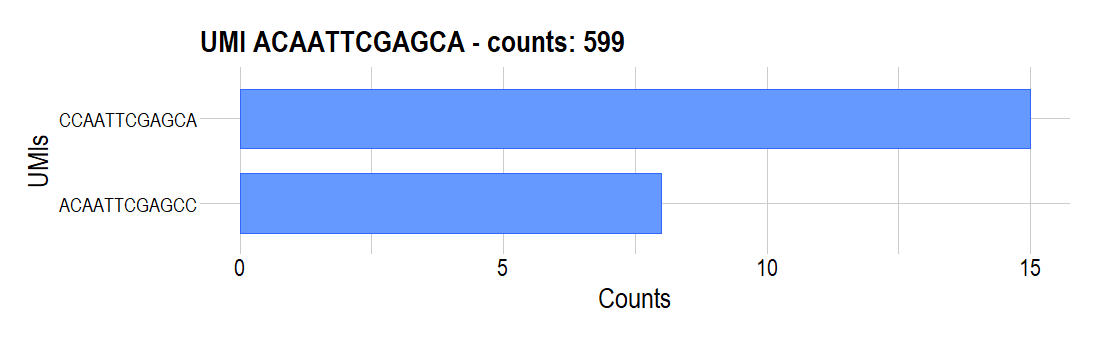 UMI ACAATTCGAGCA - counts: 599
UMIs
CCAATTCGAGCA
ACAATTCGAGCC
0 5 10 15
Counts